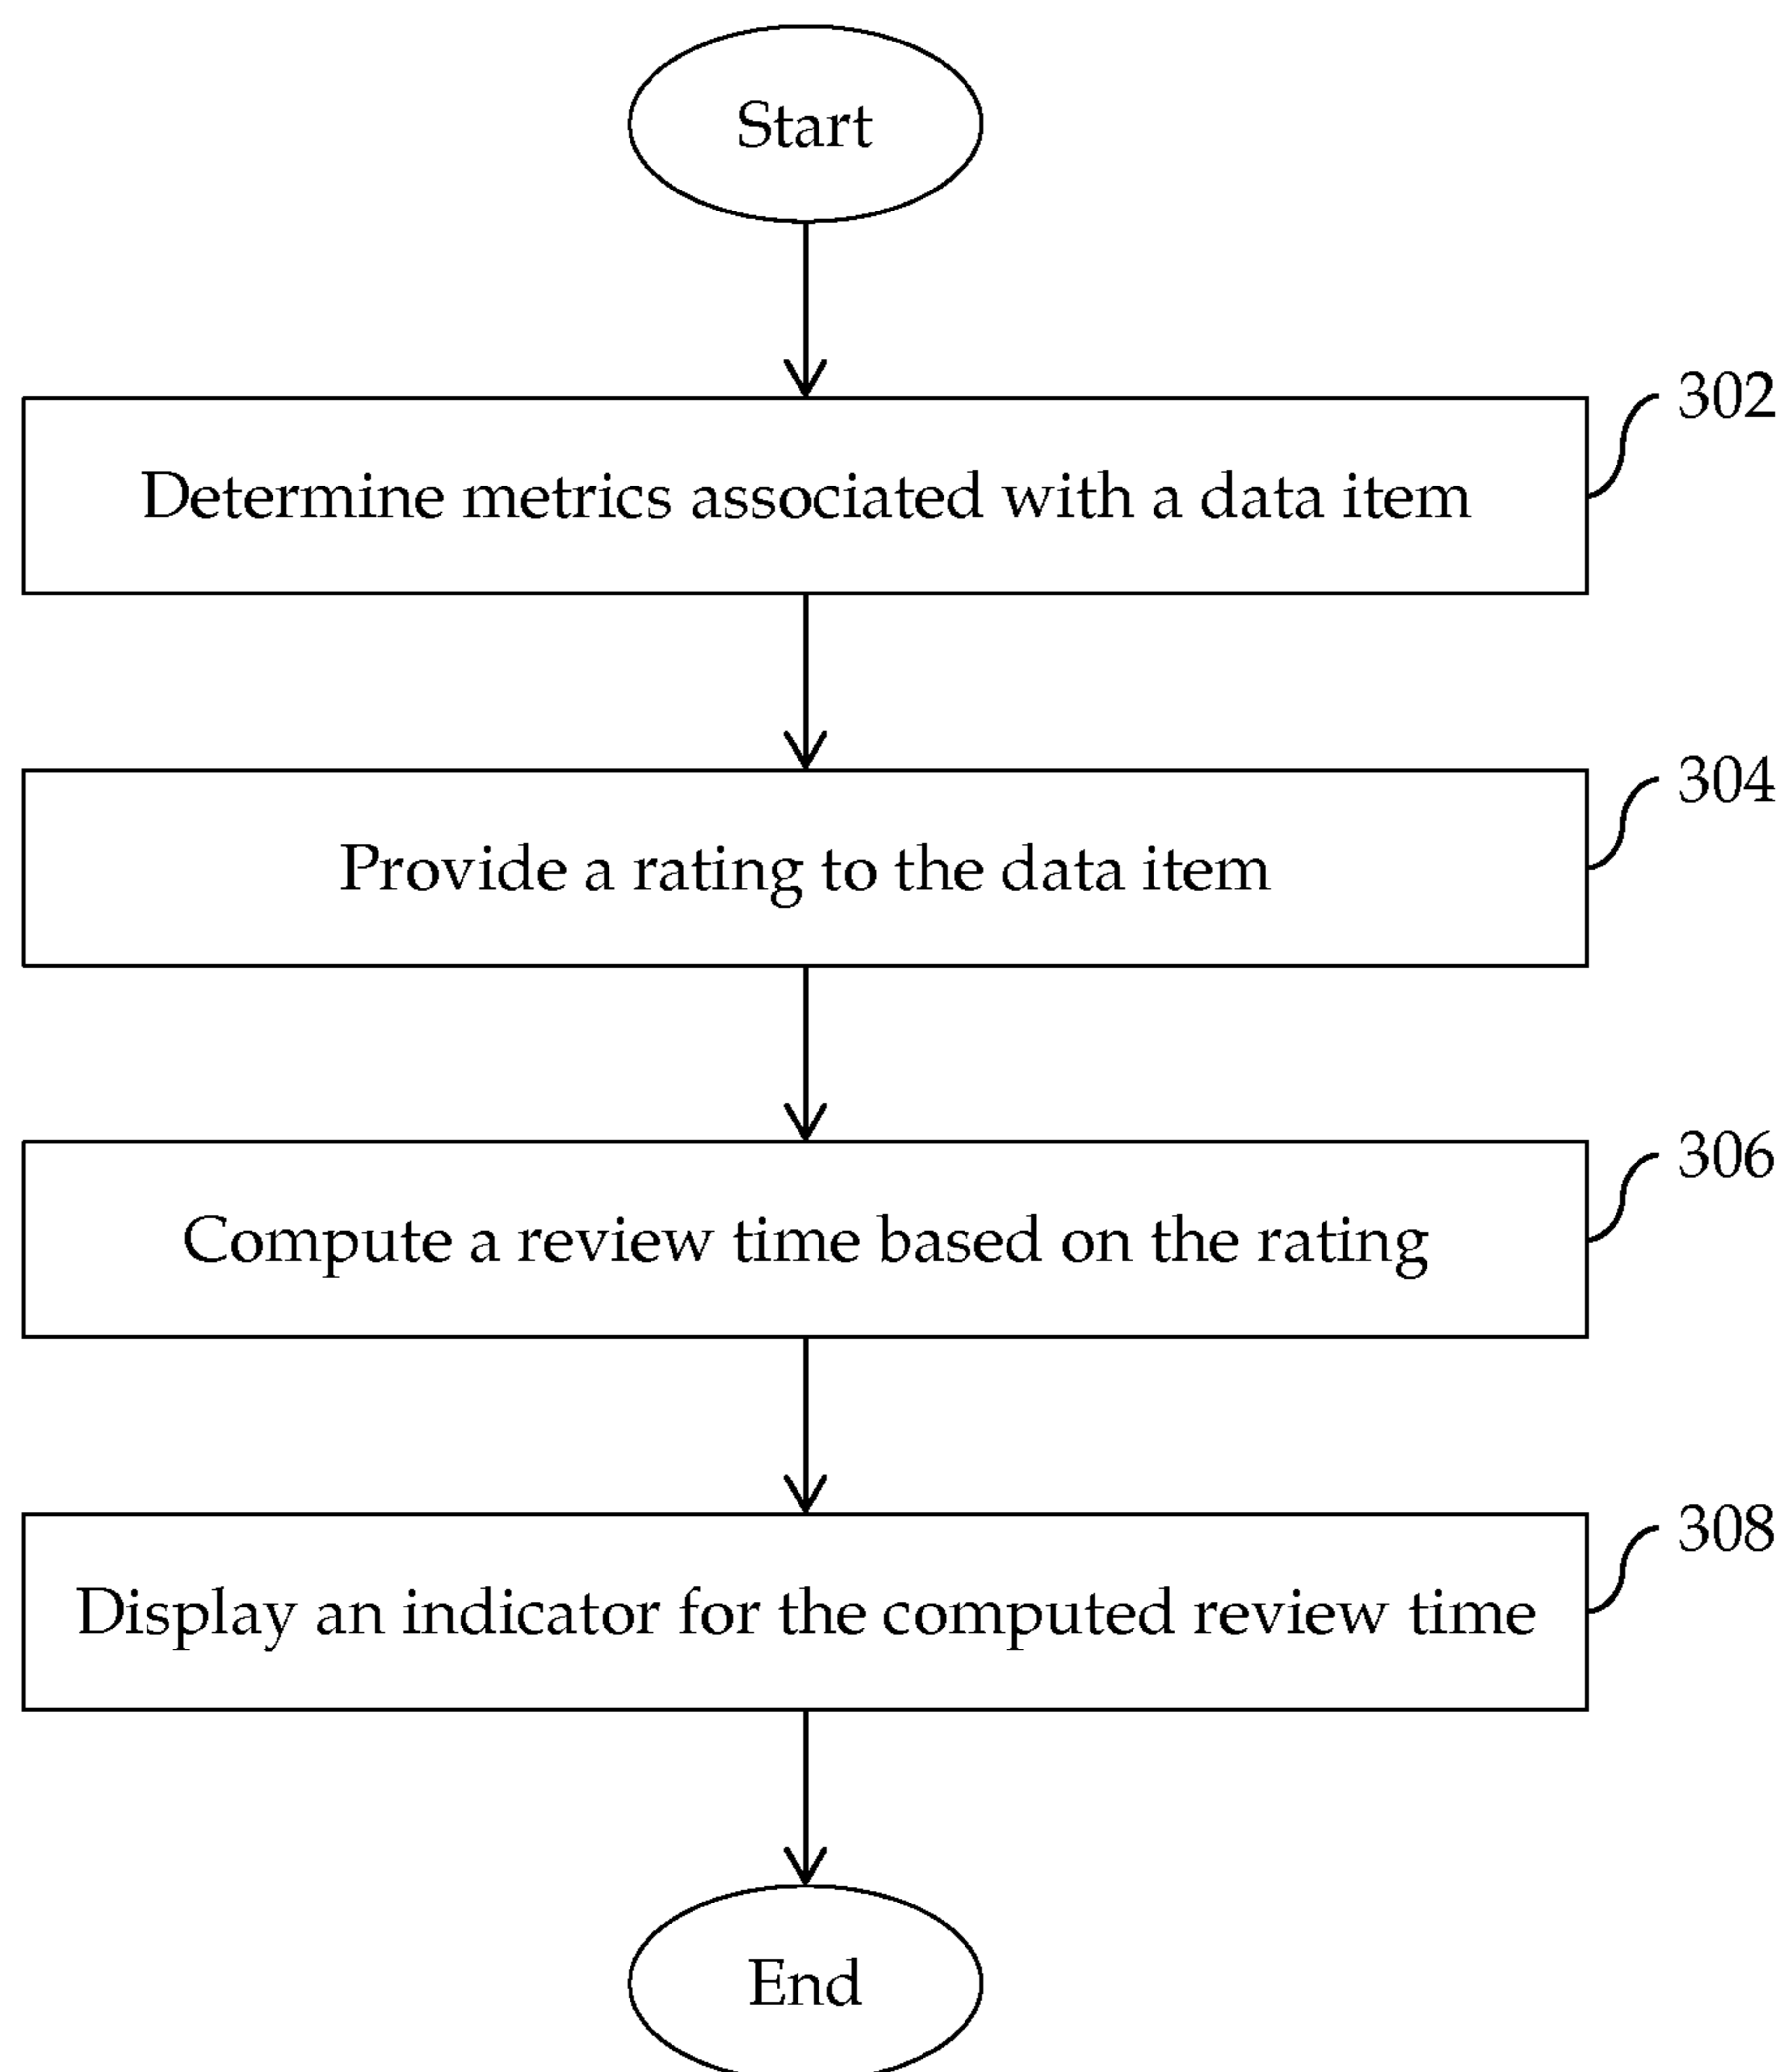 Start
302
Determine metrics associated with a data item
304
Provide a rating to the data item
306
Compute a review time based on the rating
308
Display an indicator for the computed review time
End